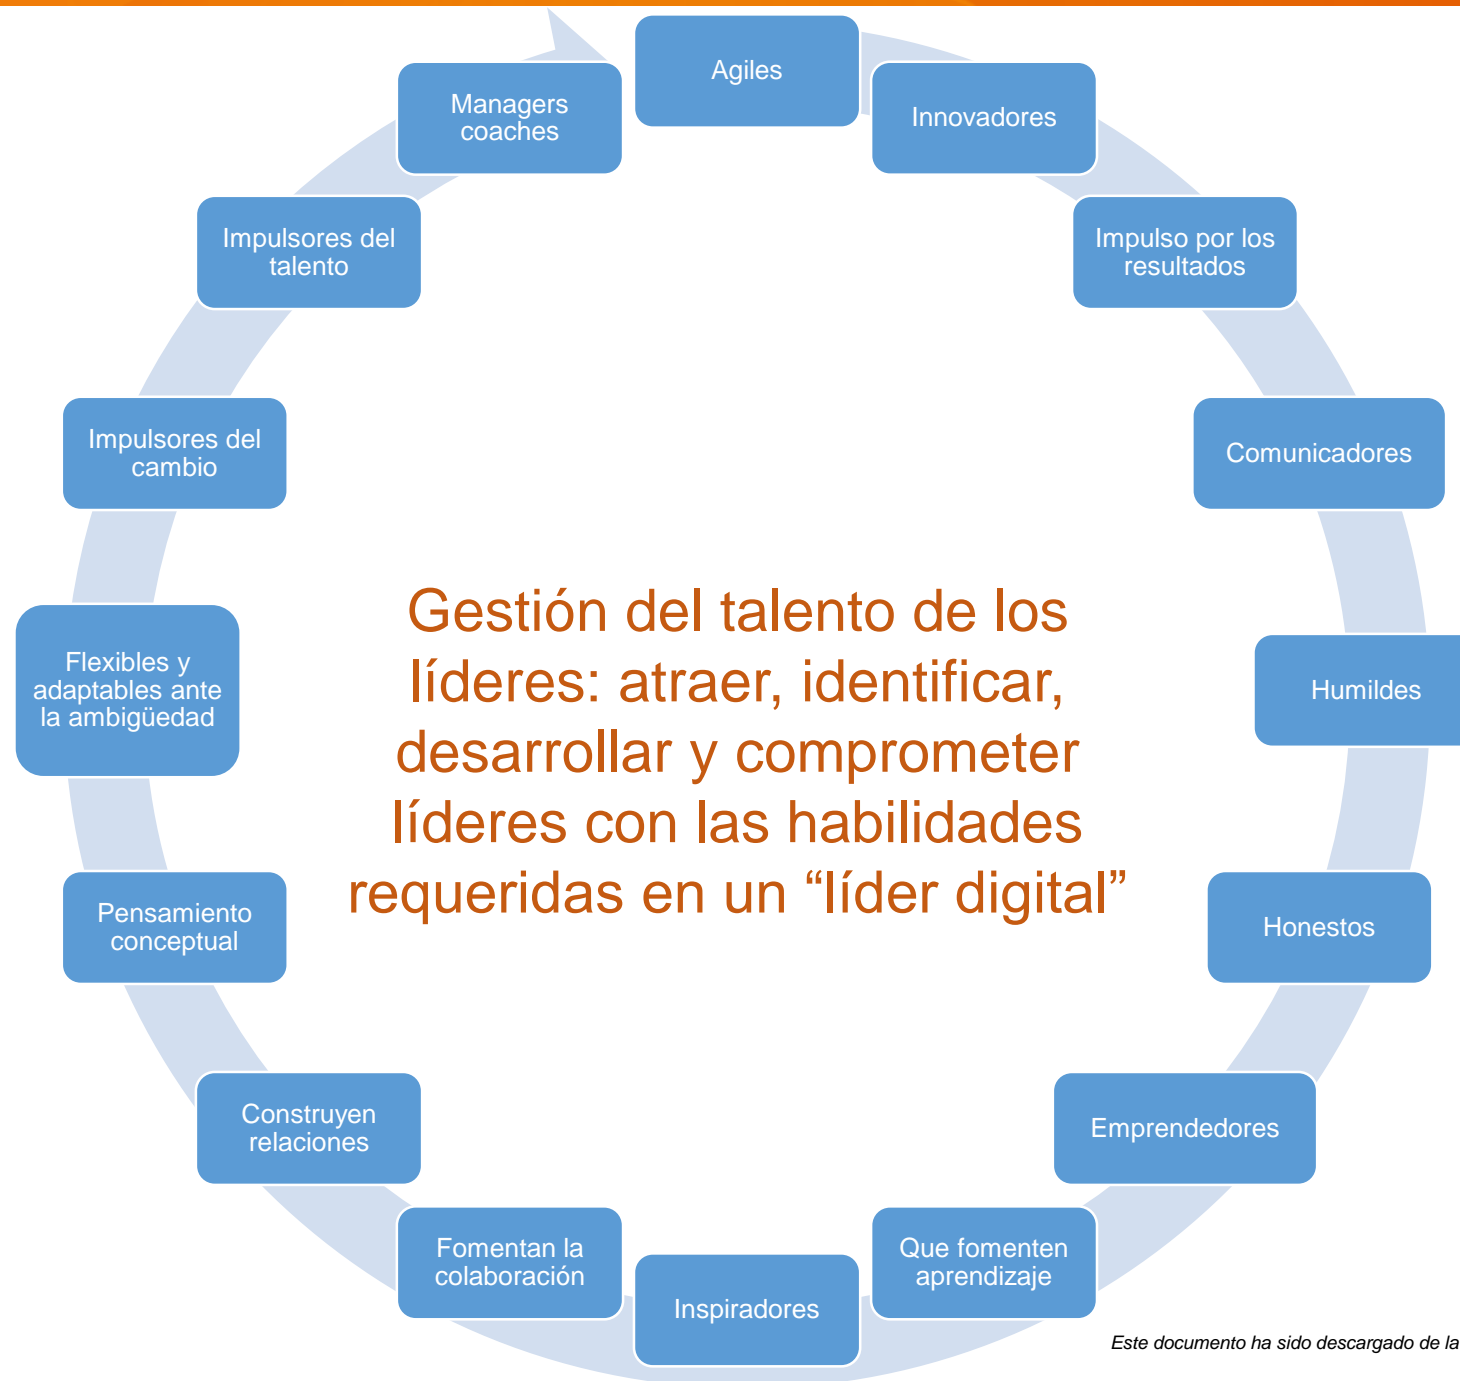 Agiles
Innovadores
Impulso por los
resultados
Comunicadores
Humildes
Honestos
Emprendedores
Que fomenten
aprendizaje
Inspiradores
Fomentan la
colaboración
Construyen
relaciones
Pensamiento
conceptual
Flexibles y
adaptables ante
la ambigüedad
Impulsores del
cambio
Impulsores del
talento
Managers
coaches
Gestión del talento de los
líderes: atraer, identificar,
desarrollar y comprometer
líderes con las habilidades
requeridas en un “líder digital”
Este documento ha sido descargado de la